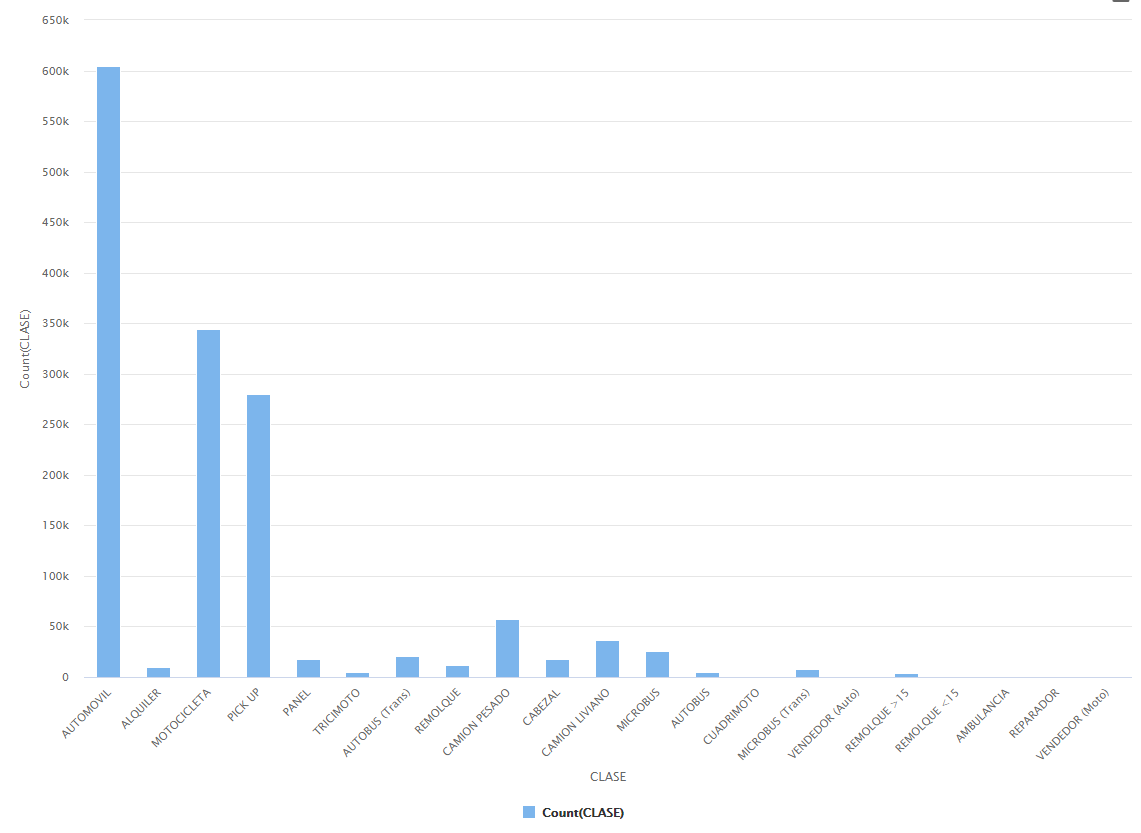 650k
600k
550k
500k
450k
400k
350k
300k
250k
200k
150k
100k
50k
0
Count(CLASE)
AUTOMOVIL
ALQUILER
MOTOCICLETA
PICK UP
PANEL
TRICIMOTO
AUTOBUS (Trans)
REMOLQUE
CAMION PESADO
CABEZAL
CAMION LIVIANO
MICROBUS
AUTOBUS
CUADRIMOTO
MICROBUS (Trans)
VENDEDOR (Auto)
REMOLQUE >15
REMOLQUE <15
AMBULANCIA
REPARADOR
VENDEDOR (Moto)
CLASE
Count(CLASE)